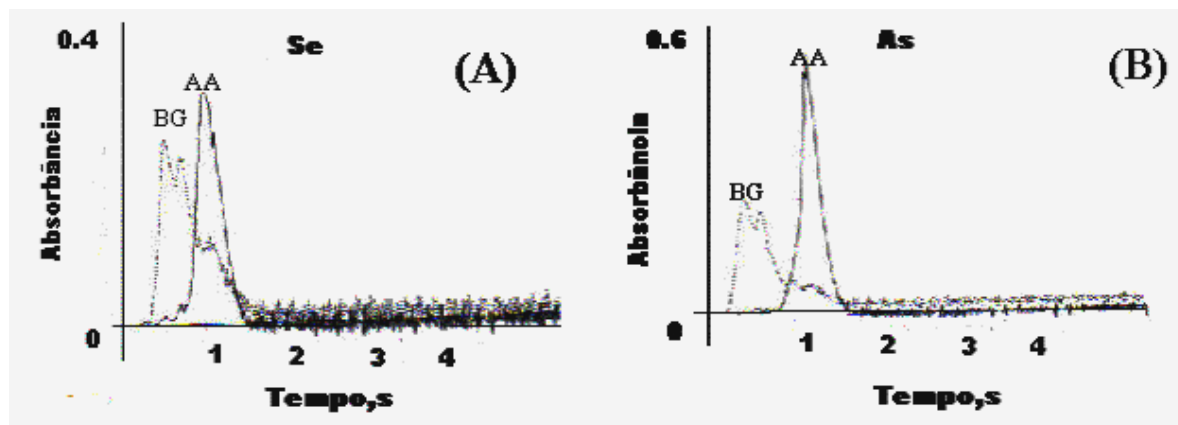 0.4
Se
(A)
AA
BG
Absorbância
0
1 2 3 4
Tempo,s
0.6
As
(B)
AA
BG
Absorbânoia
0
1 2 3 4
Tempo,s